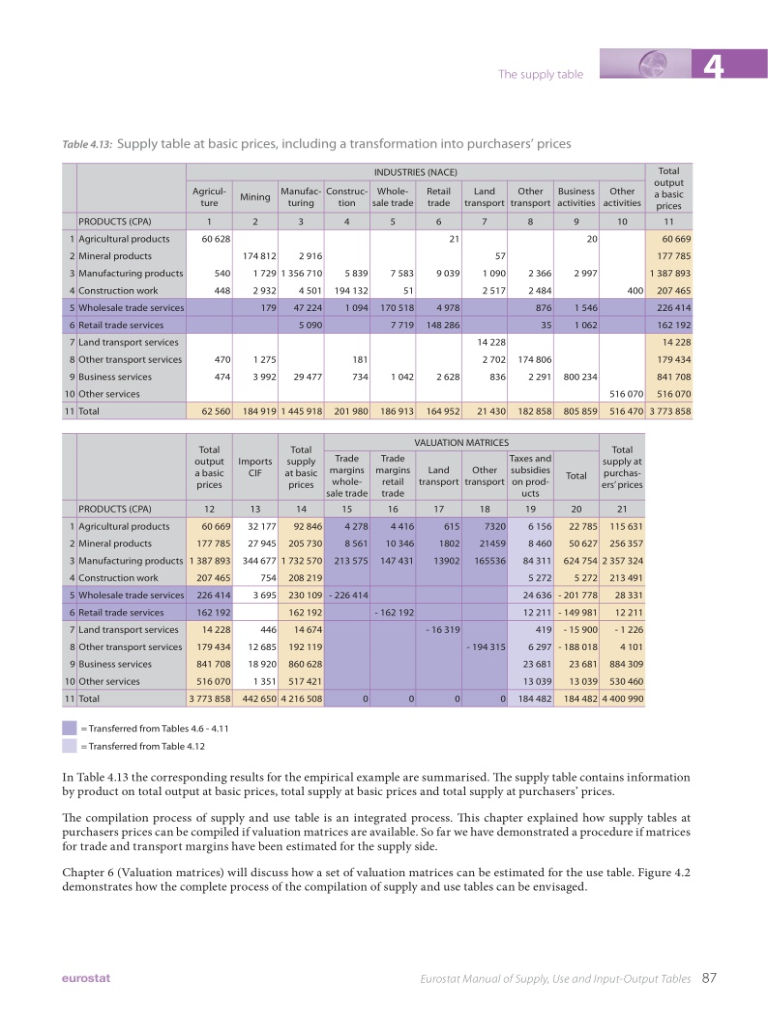 The supply table
4
Table 4.13: Supply table at basic prices, including a transformation into purchasers' prices
INDUSTRIES (NACE)
Agricul-ture Mining Manufac-turing Construc-tion Whole-sale trade Retail trade Land transport Other transport Business activities Other activities Total output a basic prices
PRODUCTS (CPA) 1 2 3 4 5 6 7 8 9 10 11
1 Agricultural products 60 628 21 20 60 669
2 Mineral products 174 812 2 916 57 177 785
3 Manufacturing products 540 1 729 1 356 710 5 839 7 583 9 039 1 090 2 366 2 997 1 387 893
4 Construction work 448 2 932 4 501 194 132 51 2 517 2 484 400 207 465
5 Wholesale trade services 179 47 224 1 094 170 518 4 978 876 1 546 226 414
6 Retail trade services 5 090 7 719 148 286 35 1 062 162 192
7 Land transport services 14 228 14 228
8 Other transport services 470 1 275 181 2 702 174 806 179 434
9 Business services 474 3 992 29 477 734 1 042 2 628 836 2 291 800 234 841 708
10 Other services 516 070 516 070
11 Total 62 560 184 919 1 445 918 201 980 186 913 164 952 21 430 182 858 805 859 516 470 3 773 858
VALUATION MATRICES
Total output a basic prices Imports CIF Total supply at basic prices Trade margins whole-sale trade Trade margins retail trade Land transport Other transport Taxes and subsidies on prod-ucts Total Total supply at purchas-ers' prices
PRODUCTS (CPA) 12 13 14 15 16 17 18 19 20 21
1 Agricultural products 60 669 32 177 92 846 4 278 4 416 615 7320 6 156 22 785 115 631
2 Mineral products 177 785 27 945 205 730 8 561 10 346 1802 21459 8 460 50 627 256 357
3 Manufacturing products 1 387 893 344 677 1 732 570 213 575 147 431 13902 165536 84 311 624 754 2 357 324
4 Construction work 207 465 754 208 219 5 272 5 272 213 491
5 Wholesale trade services 226 414 3 695 230 109 - 226 414 24 636 - 201 778 28 331
6 Retail trade services 162 192 162 192 - 162 192 12 211 - 149 981 12 211
7 Land transport services 14 228 446 14 674 - 16 319 419 - 15 900 - 1 226
8 Other transport services 179 434 12 685 192 119 - 194 315 6 297 - 188 018 4 101
9 Business services 841 708 18 920 860 628 23 681 23 681 884 309
10 Other services 516 070 1 351 517 421 13 039 13 039 530 460
11 Total 3 773 858 442 650 4 216 508 0 0 0 0 184 482 184 482 4 400 990
= Transferred from Tables 4.6 - 4.11
= Transferred from Table 4.12
In Table 4.13 the corresponding results for the empirical example are summarised. The supply table contains information
by product on total output at basic prices, total supply at basic prices and total supply at purchasers' prices.
The compilation process of supply and use table is an integrated process. This chapter explained how supply tables at
purchasers prices can be compiled if valuation matrices are available. So far we have demonstrated a procedure if matrices
for trade and transport margins have been estimated for the supply side.
Chapter 6 (Valuation matrices) will discuss how a set of valuation matrices can be estimated for the use table. Figure 4.2
demonstrates how the complete process of the compilation of supply and use tables can be envisaged.
eurostat Eurostat Manual of Supply, Use and Input-Output Tables 87